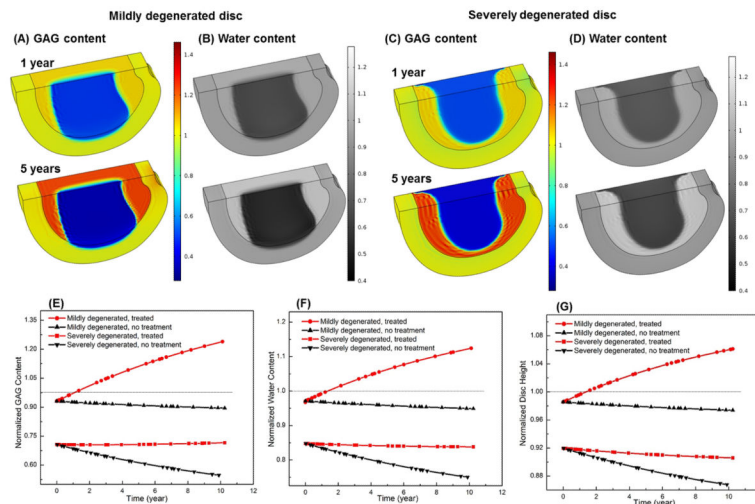 Mildly degenerated disc
Severely degenerated disc
(A) GAG content
(B) Water content
(C) GAG content
(D) Water content
1 year
5 years
1.4
1.2
1
0.8
0.6
0.4
1.2
1.1
1
0.9
0.8
0.7
0.6
0.5
0.4
1 year
5 years
1.4
1.2
1
0.8
0.6
0.4
1.2
1.1
1
0.9
0.8
0.7
0.6
0.5
0.4
(E)
Mildly degenerated, treated
Mildly degenerated, no treatment
Severely degenerated, treated
Severely degenerated, no treatment
Normalized GAG Content
1.35
1.20
1.05
0.90
0.75
0.60
0 2 4 6 8 10 12
Time (year)
(F)
Mildly degenerated, treated
Mildly degenerated, no treatment
Severely degenerated, treated
Severely degenerated, no treatment
Normalized Water Content
1.2
1.1
1.0
0.9
0.8
0 2 4 6 8 10 12
Time (year)
(G)
Mildly degenerated, treated
Mildly degenerated, no treatment
Severely degenerated, treated
Severely degenerated, no treatment
Normalized Disc Height
1.08
1.04
1.00
0.96
0.92
0.88
0 2 4 6 8 10 12
Time (year)